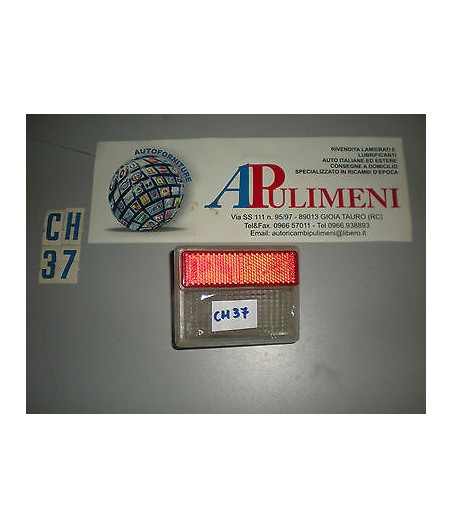 AUTOFORNITURE
APULIMENI
RIVENDITA LAMIERATI E
LUBRIFICANTI
AUTO ITALIANE ED ESTERE
CONSEGNE A DOMICILIO
SPECIALIZZATO IN RICAMBI D'EPOCA
Via SS 111 n. 95/97 - 89013 GIOIA TAURO (RC)
Tel&Fax 0966 57011 - Tel 0966.938893
Email: autoricambipulimeni@libero.it
CH
37
CH37